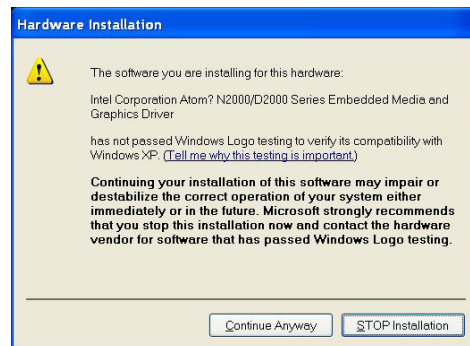 Hardware Installation
The software you are installing for this hardware:
Intel Corporation Atom? N2000/D2000 Series Embedded Media and
Graphics Driver
has not passed Windows Logo testing to verify its compatibility with
Windows XP. (Tell me why this testing is important.)
Continuing your installation of this software may impair or
destabilize the correct operation of your system either
immediately or in the future. Microsoft strongly recommends
that you stop this installation now and contact the hardware
vendor for software that has passed Windows Logo testing.
Continue Anyway
STOP Installation